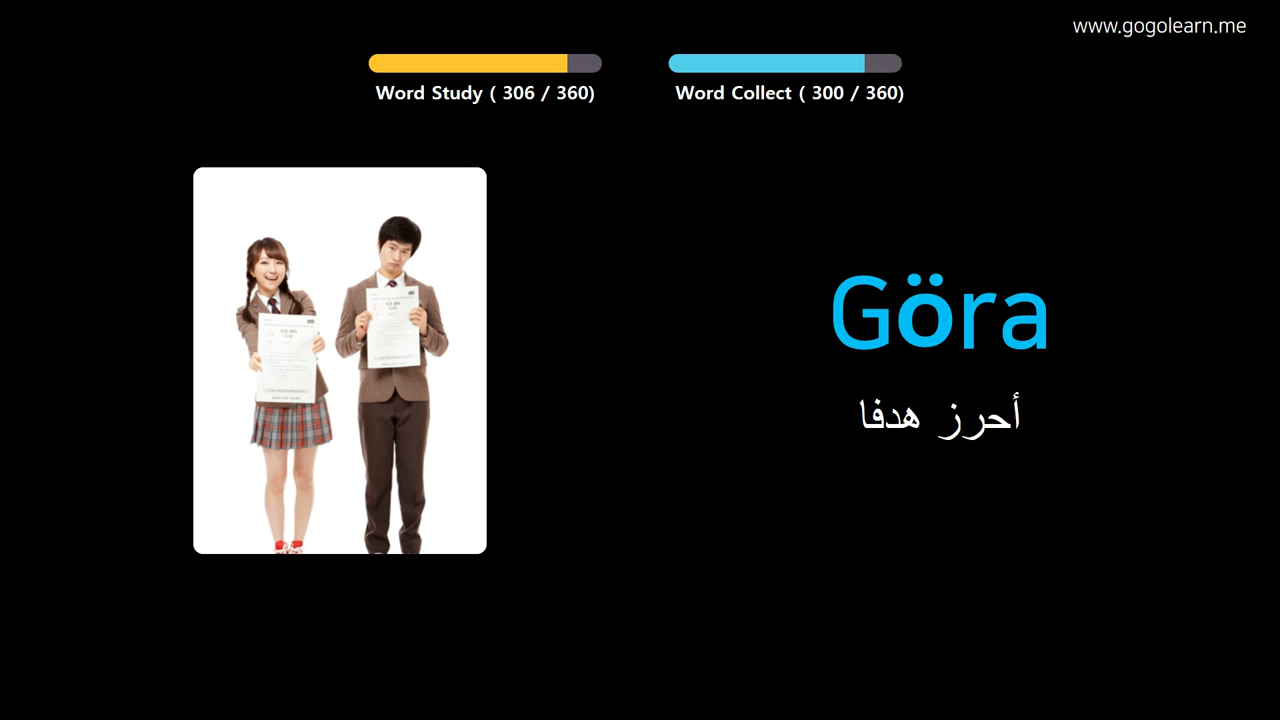 www.gogolearn.me
Word Study ( 306 / 360)
Word Collect ( 300 / 360)
Göra
أحرز هدفا